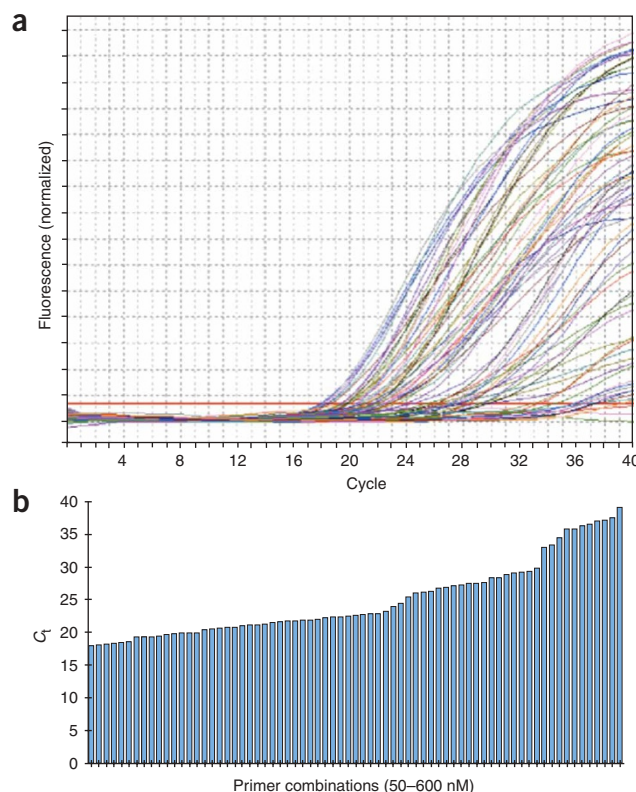 a
Fluorescence (normalized)
4 8 12 16 20 24 28 32 36 40
Cycle
b
40
35
30
25
20
15
10
5
0
Ct
Primer combinations (50–600 nM)